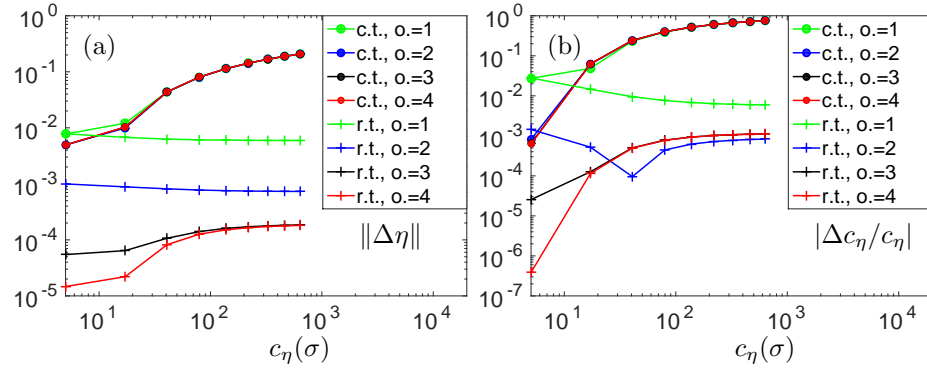 (a)
10^0
10^-1
10^-2
10^-3
10^-4
10^-5
10^1 10^2 10^3 10^4
c_η(σ)
c.t., o.=1
c.t., o.=2
c.t., o.=3
c.t., o.=4
r.t., o.=1
r.t., o.=2
r.t., o.=3
r.t., o.=4
‖Δη‖
(b)
10^0
10^-1
10^-2
10^-3
10^-4
10^-5
10^-6
10^-7
10^1 10^2 10^3 10^4
c_η(σ)
c.t., o.=1
c.t., o.=2
c.t., o.=3
c.t., o.=4
r.t., o.=1
r.t., o.=2
r.t., o.=3
r.t., o.=4
|Δc_η/c_η|